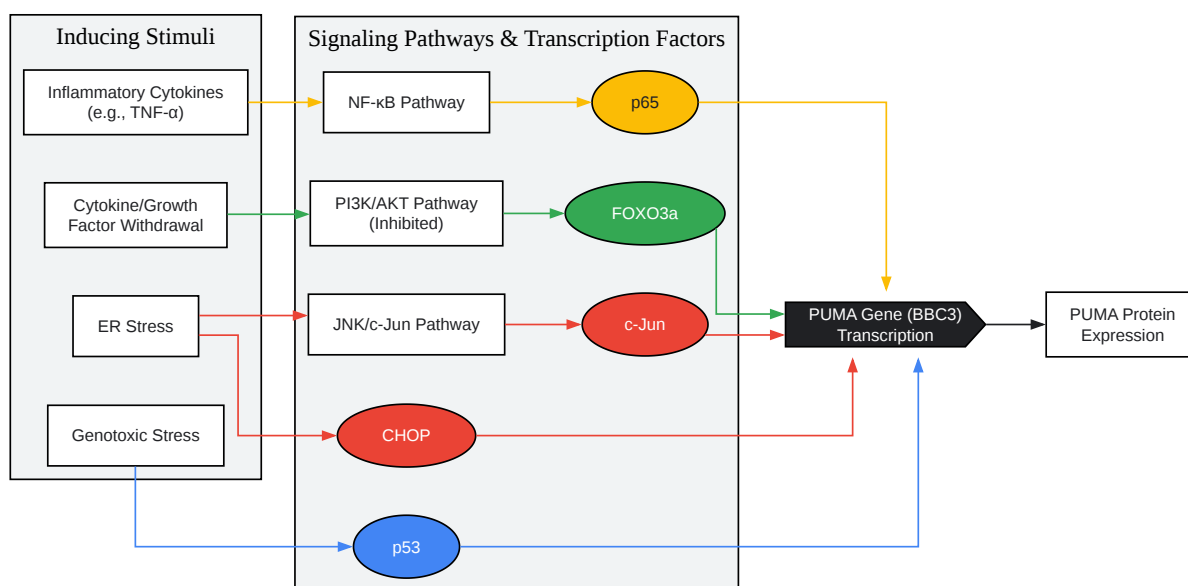 Inducing Stimuli
Signaling Pathways & Transcription Factors
Inflammatory Cytokines
(e.g., TNF-α)
NF-κB Pathway
p65
Cytokine/Growth
Factor Withdrawal
PI3K/AKT Pathway
(Inhibited)
FOXO3a
ER Stress
JNK/c-Jun Pathway
c-Jun
PUMA Gene (BBC3)
Transcription
PUMA Protein
Expression
Genotoxic Stress
CHOP
p53